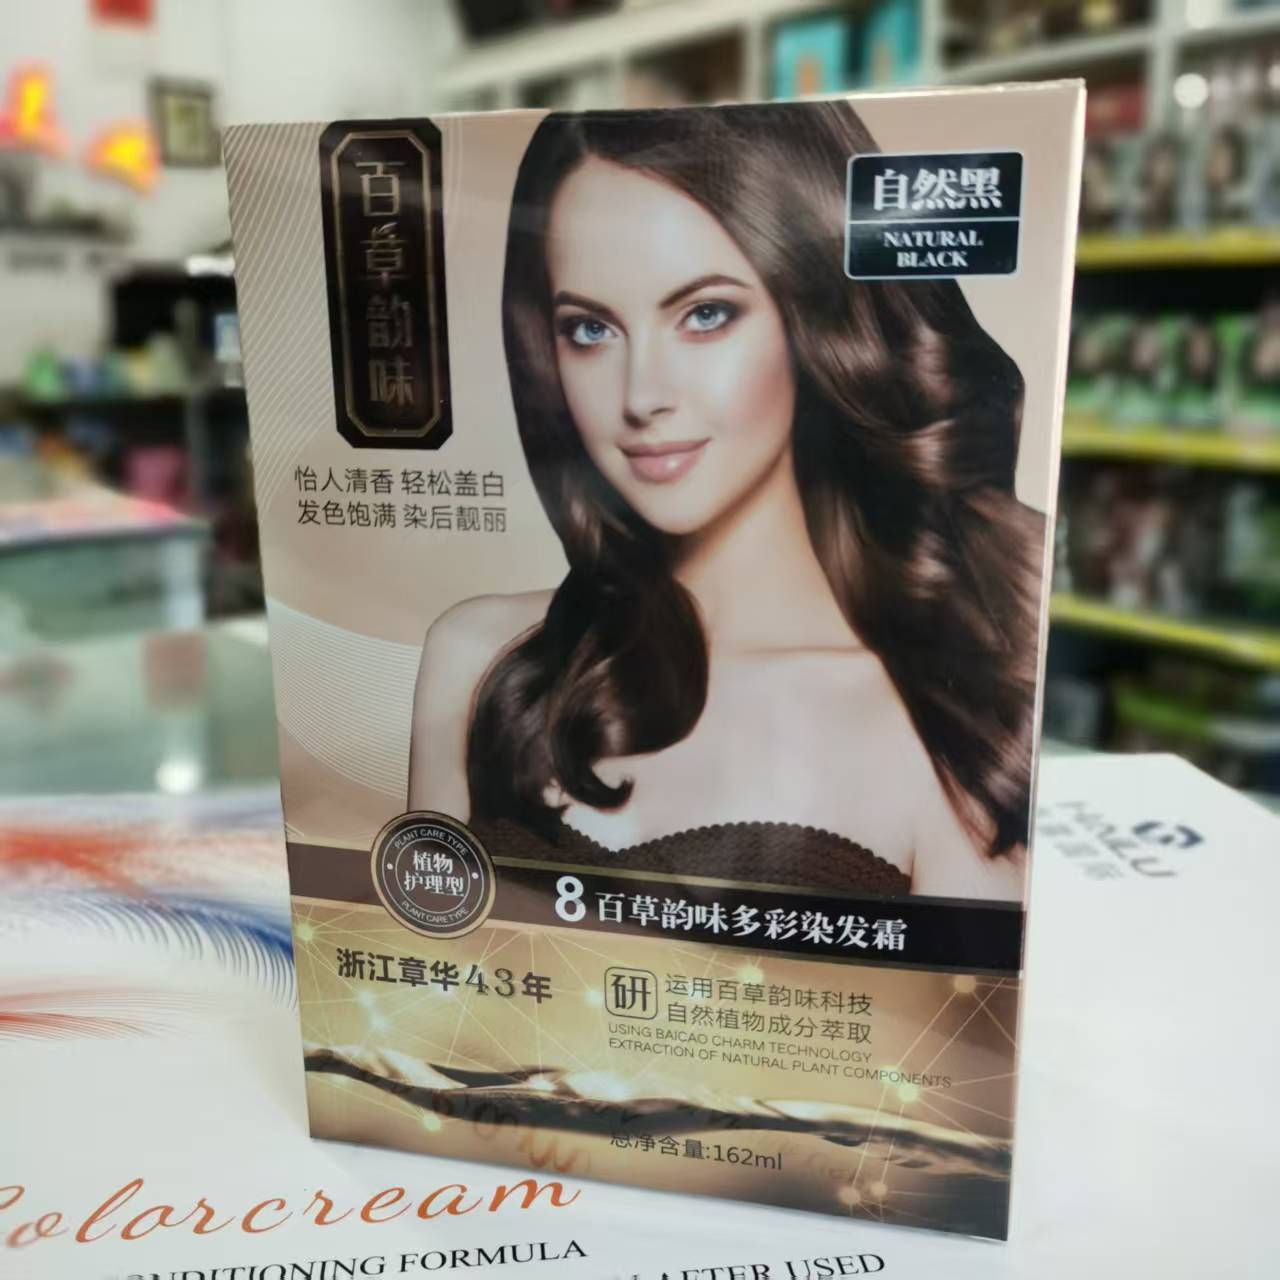 百草韵味
自然黑
NATURAL
BLACK
怡人清香 轻松盖白
发色饱满 染后靓丽
PLANT CARE TYPE
植物
护理型
PLANT CARE TYPE
8 百草韵味多彩染发霜
浙江章华43年
研
运用百草韵味科技
自然植物成分萃取
USING BAICAO CHARM TECHNOLOGY
EXTRACTION OF NATURAL PLANT COMPONENTS
总净含量:162ml
Colorcream
FORMULA
AFTER USED